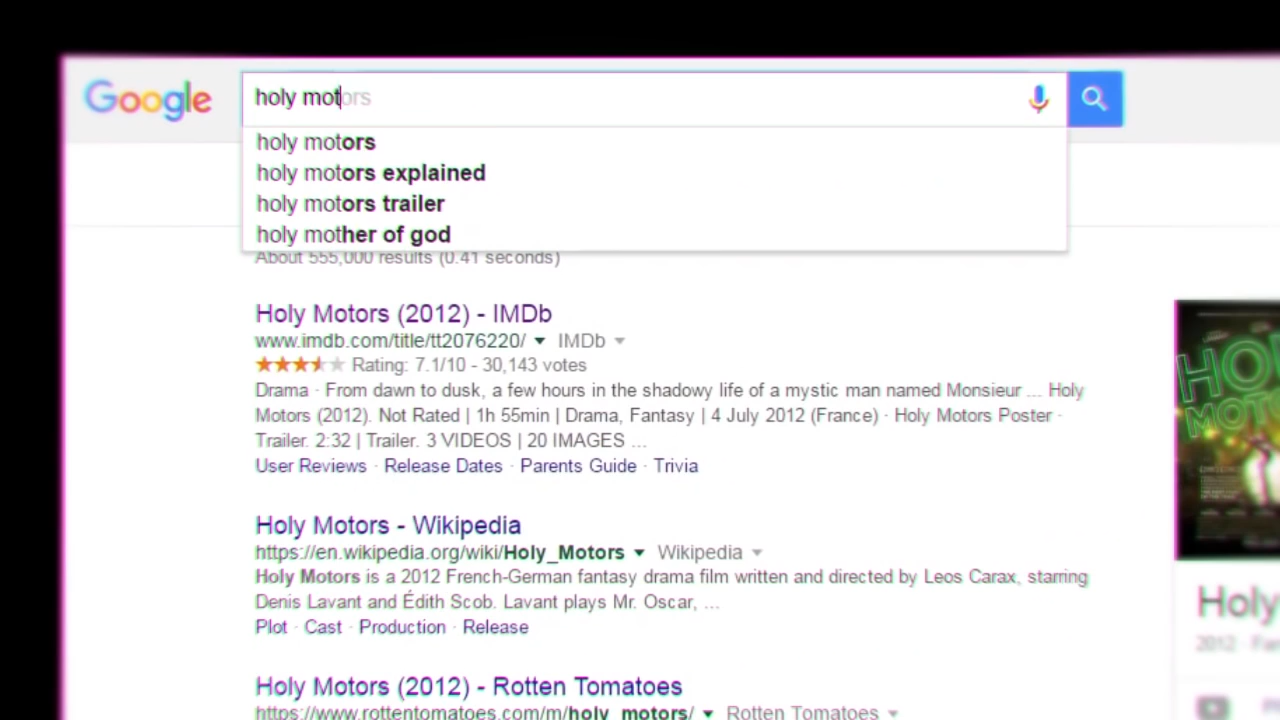 Google
holy motors
holy motors
holy motors explained
holy motors trailer
holy mother of god
About 555,000 results (0.41 seconds)
Holy Motors (2012) - IMDb
www.imdb.com/title/tt2076220/ ▼ IMDb ▼
Rating: 7.1/10 - 30,143 votes
Drama · From dawn to dusk, a few hours in the shadowy life of a mystic man named Monsieur ... Holy
Motors (2012). Not Rated | 1h 55min | Drama, Fantasy | 4 July 2012 (France) · Holy Motors Poster ·
Trailer. 2:32 | Trailer. 3 VIDEOS | 20 IMAGES ...
User Reviews · Release Dates · Parents Guide · Trivia
Holy Motors - Wikipedia
https://en.wikipedia.org/wiki/Holy_Motors ▼ Wikipedia ▼
Holy Motors is a 2012 French-German fantasy drama film written and directed by Leos Carax, starring
Denis Lavant and Édith Scob. Lavant plays Mr. Oscar, ...
Plot · Cast · Production · Release
Holy Motors (2012) - Rotten Tomatoes
https://www.rottentomatoes.com/m/holy_motors/ ▼ Rotten Tomatoes ▼
HOL
MOTO
Holy
2012 · Fan